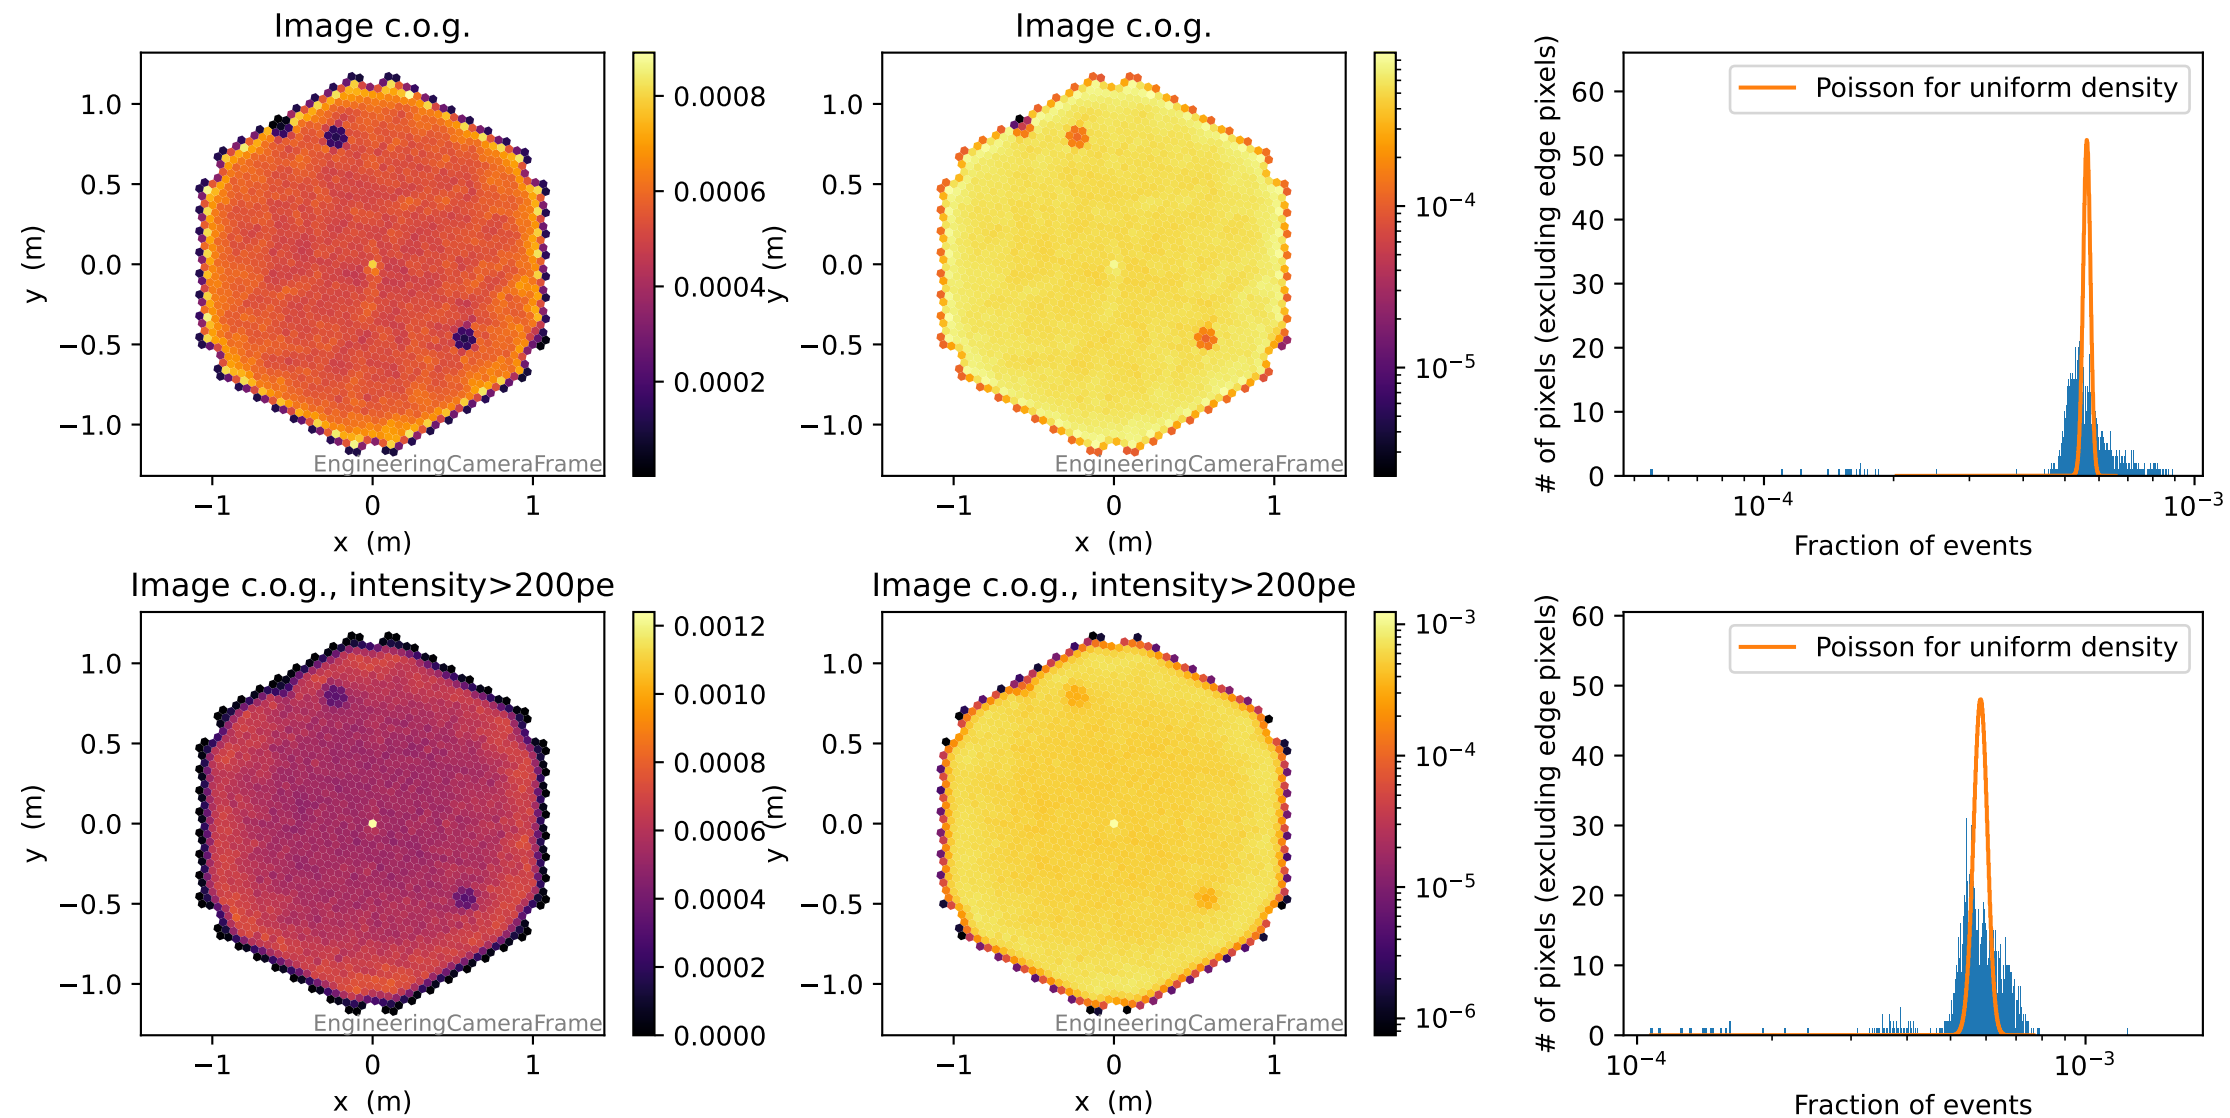 Image c.o.g.
1.0
0.5
0.0
−0.5
−1.0
y (m)
−1 0 1
x (m)
EngineeringCameraFrame
0.0008
0.0006
0.0004
0.0002
Image c.o.g.
1.0
0.5
0.0
−0.5
−1.0
y (m)
−1 0 1
x (m)
EngineeringCameraFrame
10⁻⁴
10⁻⁵
Poisson for uniform density
# of pixels (excluding edge pixels)
60
50
40
30
20
10
0
10⁻⁴ 10⁻³
Fraction of events
Image c.o.g., intensity>200pe
1.0
0.5
0.0
−0.5
−1.0
y (m)
−1 0 1
x (m)
EngineeringCameraFrame
0.0012
0.0010
0.0008
0.0006
0.0004
0.0002
0.0000
Image c.o.g., intensity>200pe
1.0
0.5
0.0
−0.5
−1.0
y (m)
−1 0 1
x (m)
EngineeringCameraFrame
10⁻³
10⁻⁴
10⁻⁵
10⁻⁶
Poisson for uniform density
# of pixels (excluding edge pixels)
60
50
40
30
20
10
0
10⁻⁴ 10⁻³
Fraction of events